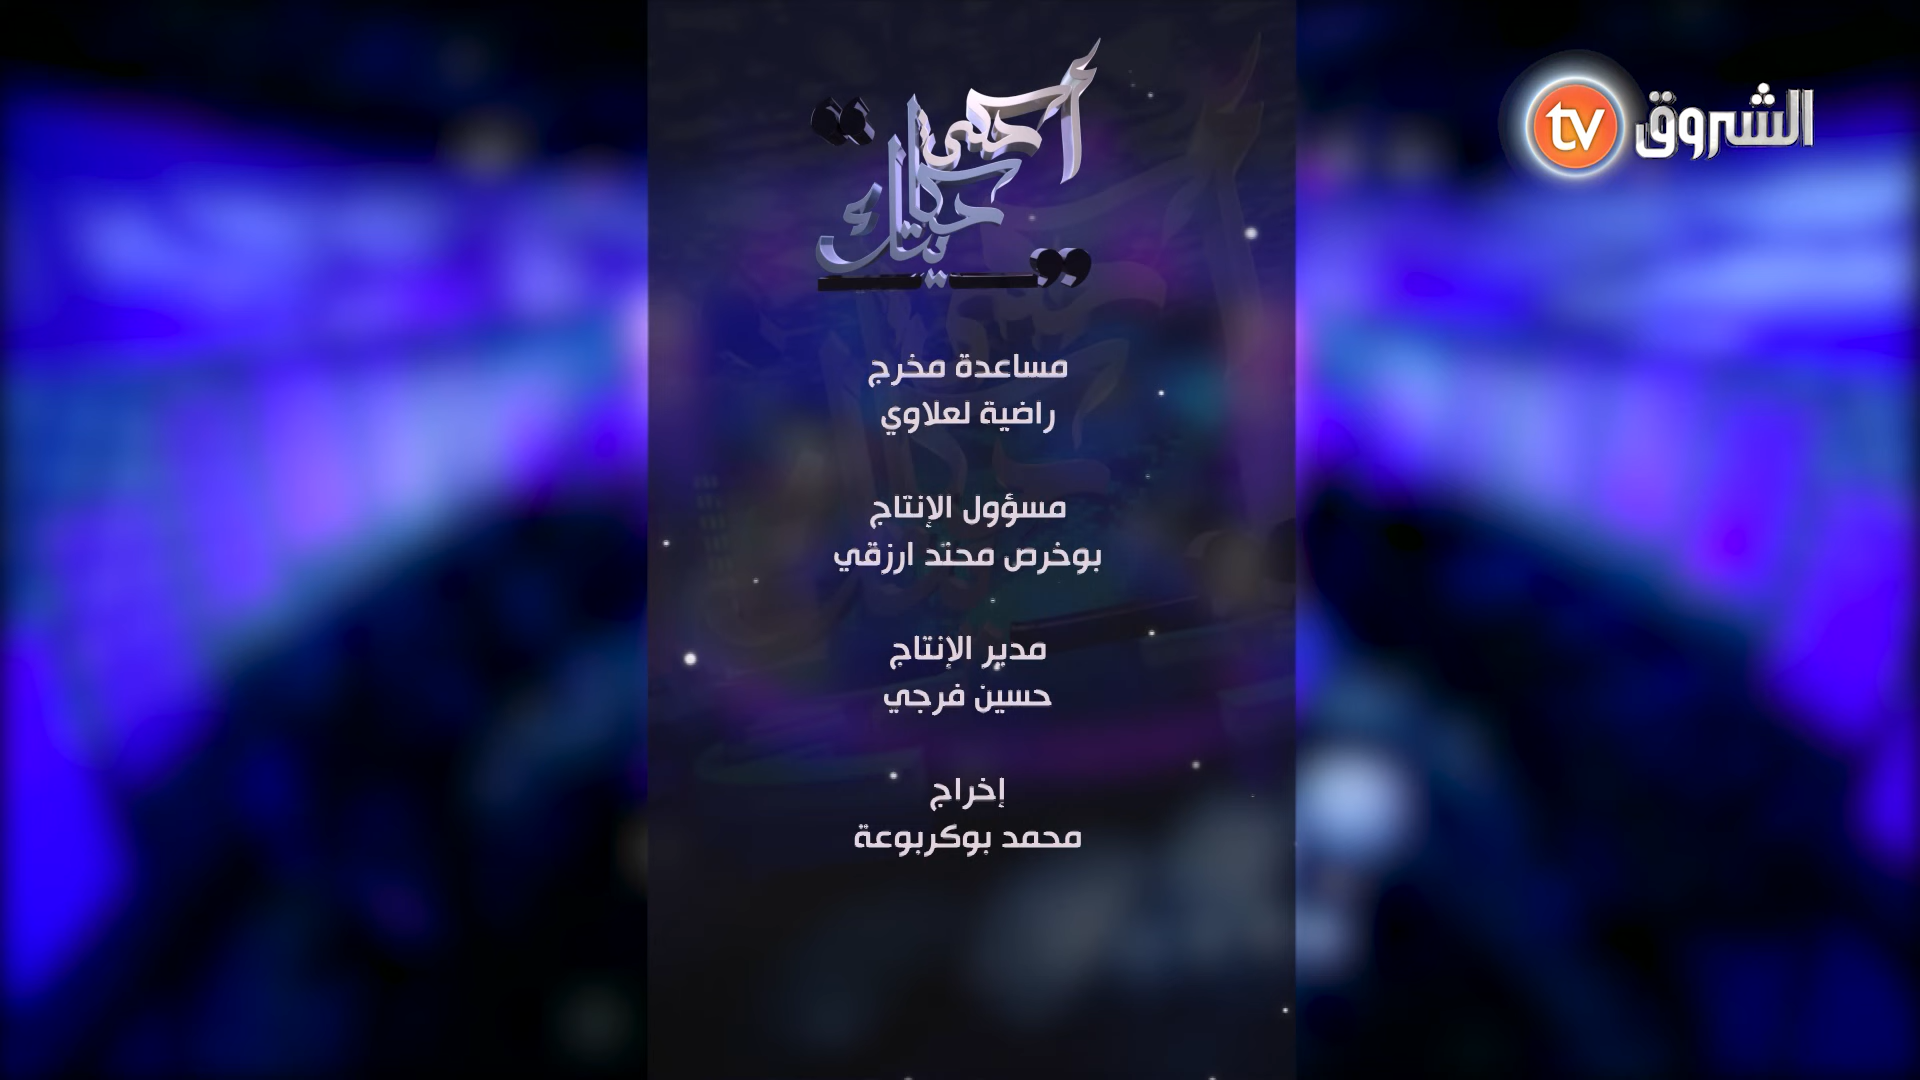 أحكي
حكايتك
الشروق tv
مساعدة مخرج
راضية لعلاوي
مسؤول الإنتاج
بوخرص محند ارزقي
مدير الإنتاج
حسين فرجي
إخراج
محمد بوكربوعة